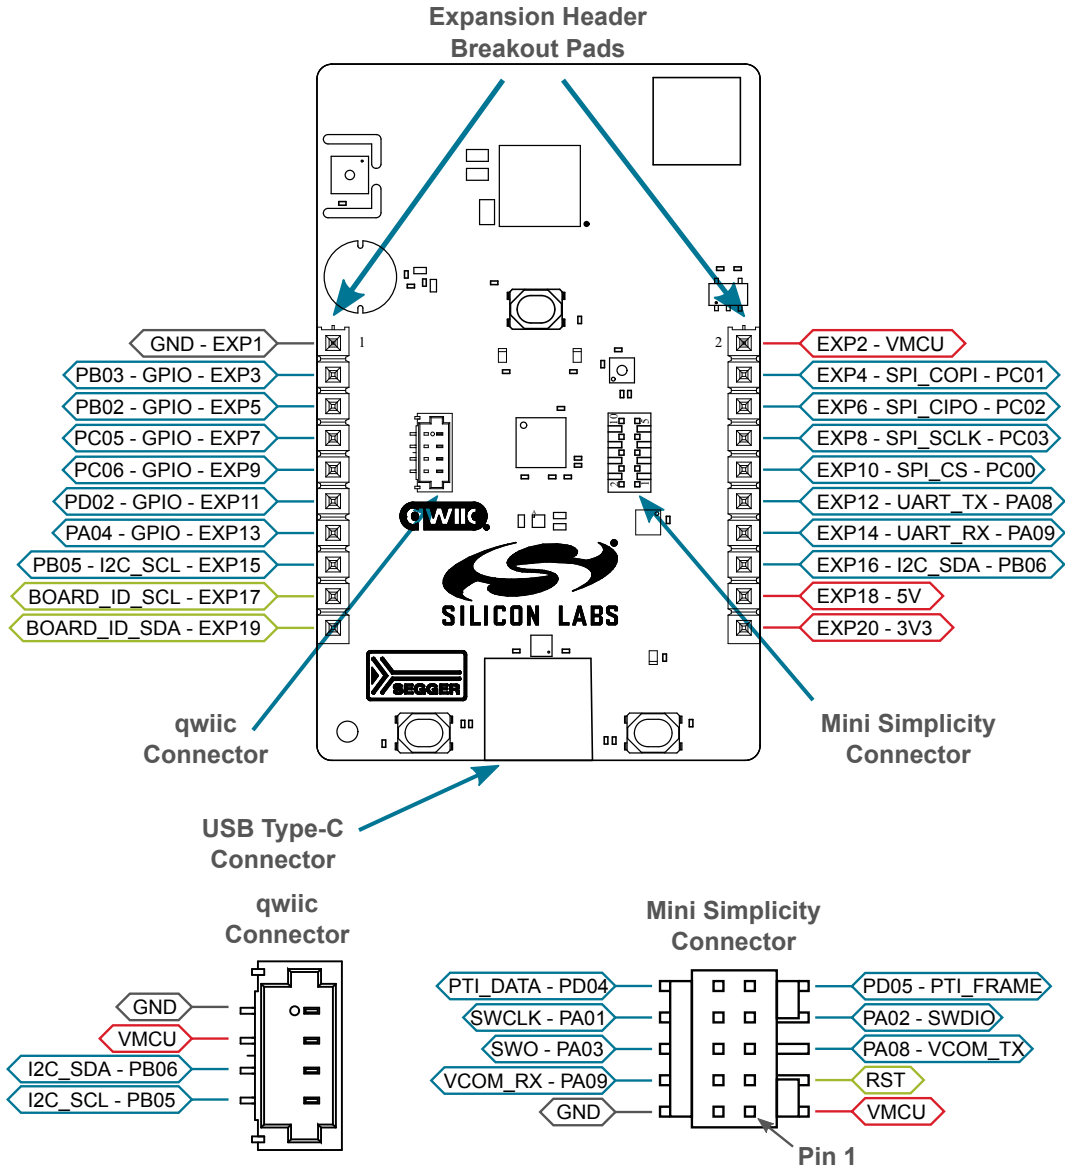 Expansion Header
Breakout Pads
GND - EXP1
PB03 - GPIO - EXP3
PB02 - GPIO - EXP5
PC05 - GPIO - EXP7
PC06 - GPIO - EXP9
PD02 - GPIO - EXP11
PA04 - GPIO - EXP13
PB05 - I2C_SCL - EXP15
BOARD_ID_SCL - EXP17
BOARD_ID_SDA - EXP19
1
2
EXP2 - VMCU
EXP4 - SPI_COPI - PC01
EXP6 - SPI_CIPO - PC02
EXP8 - SPI_SCLK - PC03
EXP10 - SPI_CS - PC00
EXP12 - UART_TX - PA08
EXP14 - UART_RX - PA09
EXP16 - I2C_SDA - PB06
EXP18 - 5V
EXP20 - 3V3
qwiic
SILICON LABS
SEGGER
qwiic
Connector
Mini Simplicity
Connector
USB Type-C
Connector
qwiic
Connector
GND
VMCU
I2C_SDA - PB06
I2C_SCL - PB05
Mini Simplicity
Connector
PTI_DATA - PD04
SWCLK - PA01
SWO - PA03
VCOM_RX - PA09
GND
PD05 - PTI_FRAME
PA02 - SWDIO
PA08 - VCOM_TX
RST
VMCU
Pin 1